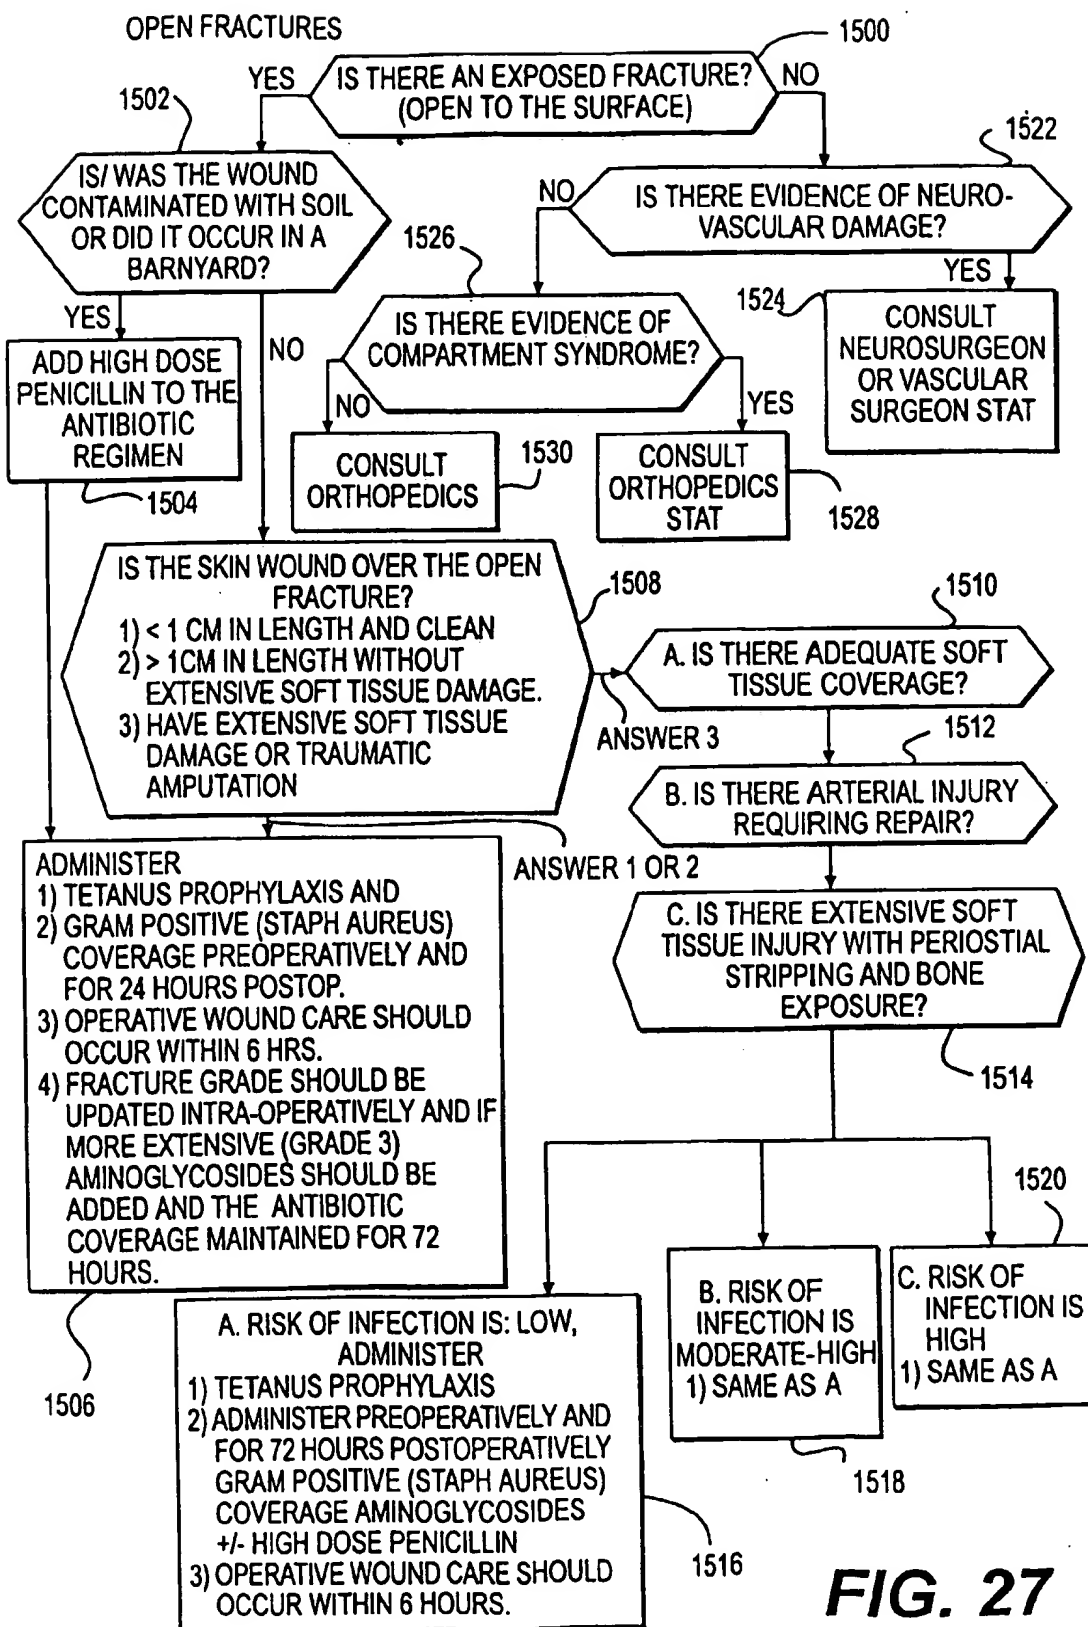 OPEN FRACTURES
1500
IS THERE AN EXPOSED FRACTURE?
(OPEN TO THE SURFACE)
YES
NO
1502
IS/ WAS THE WOUND
CONTAMINATED WITH SOIL
OR DID IT OCCUR IN A
BARNYARD?
1522
IS THERE EVIDENCE OF NEURO-
VASCULAR DAMAGE?
NO
YES
1526
IS THERE EVIDENCE OF
COMPARTMENT SYNDROME?
1524
CONSULT
NEUROSURGEON
OR VASCULAR
SURGEON STAT
YES
NO
ADD HIGH DOSE
PENICILLIN TO THE
ANTIBIOTIC
REGIMEN
1504
NO
YES
CONSULT
ORTHOPEDICS
1530
CONSULT
ORTHOPEDICS
STAT
1528
IS THE SKIN WOUND OVER THE OPEN
FRACTURE?
1) < 1 CM IN LENGTH AND CLEAN
2) > 1CM IN LENGTH WITHOUT
EXTENSIVE SOFT TISSUE DAMAGE.
3) HAVE EXTENSIVE SOFT TISSUE
DAMAGE OR TRAUMATIC
AMPUTATION
1508
ANSWER 3
ANSWER 1 OR 2
1510
A. IS THERE ADEQUATE SOFT
TISSUE COVERAGE?
1512
B. IS THERE ARTERIAL INJURY
REQUIRING REPAIR?
C. IS THERE EXTENSIVE SOFT
TISSUE INJURY WITH PERIOSTIAL
STRIPPING AND BONE
EXPOSURE?
1514
ADMINISTER
1) TETANUS PROPHYLAXIS AND
2) GRAM POSITIVE (STAPH AUREUS)
COVERAGE PREOPERATIVELY AND
FOR 24 HOURS POSTOP.
3) OPERATIVE WOUND CARE SHOULD
OCCUR WITHIN 6 HRS.
4) FRACTURE GRADE SHOULD BE
UPDATED INTRA-OPERATIVELY AND IF
MORE EXTENSIVE (GRADE 3)
AMINOGLYCOSIDES SHOULD BE
ADDED AND THE ANTIBIOTIC
COVERAGE MAINTAINED FOR 72
HOURS.
1506
A. RISK OF INFECTION IS: LOW,
ADMINISTER
1) TETANUS PROPHYLAXIS
2) ADMINISTER PREOPERATIVELY AND
FOR 72 HOURS POSTOPERATIVELY
GRAM POSITIVE (STAPH AUREUS)
COVERAGE AMINOGLYCOSIDES
+/- HIGH DOSE PENICILLIN
3) OPERATIVE WOUND CARE SHOULD
OCCUR WITHIN 6 HOURS.
1516
B. RISK OF
INFECTION IS
MODERATE-HIGH
1) SAME AS A
1518
1520
C. RISK OF
INFECTION IS
HIGH
1) SAME AS A
FIG. 27